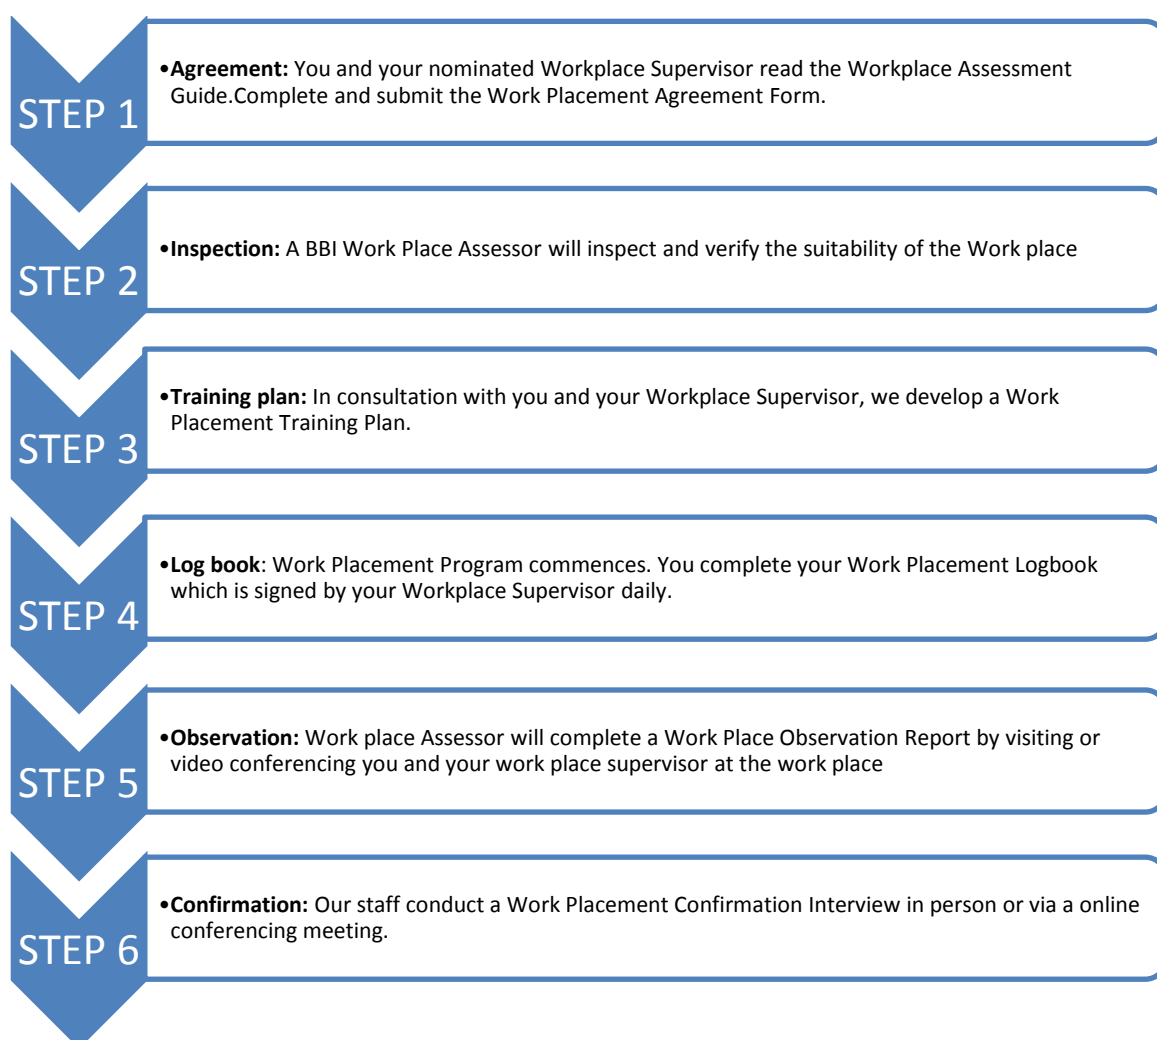 STEP 1
•Agreement: You and your nominated Workplace Supervisor read the Workplace Assessment
Guide.Complete and submit the Work Placement Agreement Form.
STEP 2
•Inspection: A BBI Work Place Assessor will inspect and verify the suitability of the Work place
STEP 3
•Training plan: In consultation with you and your Workplace Supervisor, we develop a Work
Placement Training Plan.
STEP 4
•Log book: Work Placement Program commences. You complete your Work Placement Logbook
which is signed by your Workplace Supervisor daily.
STEP 5
•Observation: Work place Assessor will complete a Work Place Observation Report by visiting or
video conferencing you and your work place supervisor at the work place
STEP 6
•Confirmation: Our staff conduct a Work Placement Confirmation Interview in person or via a online
conferencing meeting.